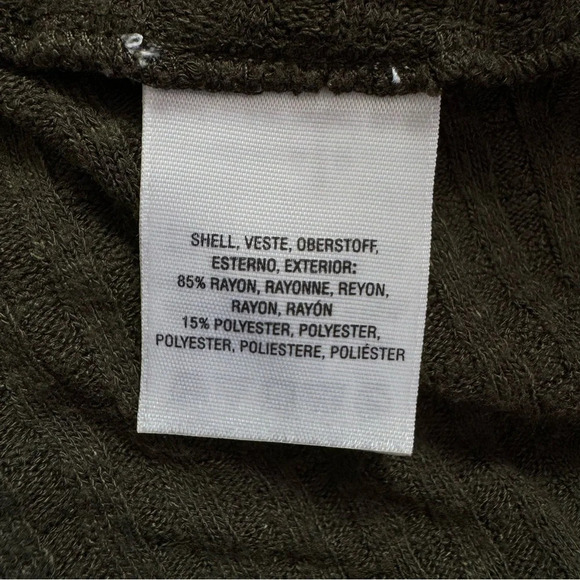 SHELL, VESTE, OBERSTOFF,
ESTERNO, EXTERIOR:
85% RAYON, RAYONNE, REYON,
RAYON, RAYÓN
15% POLYESTER, POLYESTER,
POLYESTER, POLIESTERE, POLIÉSTER